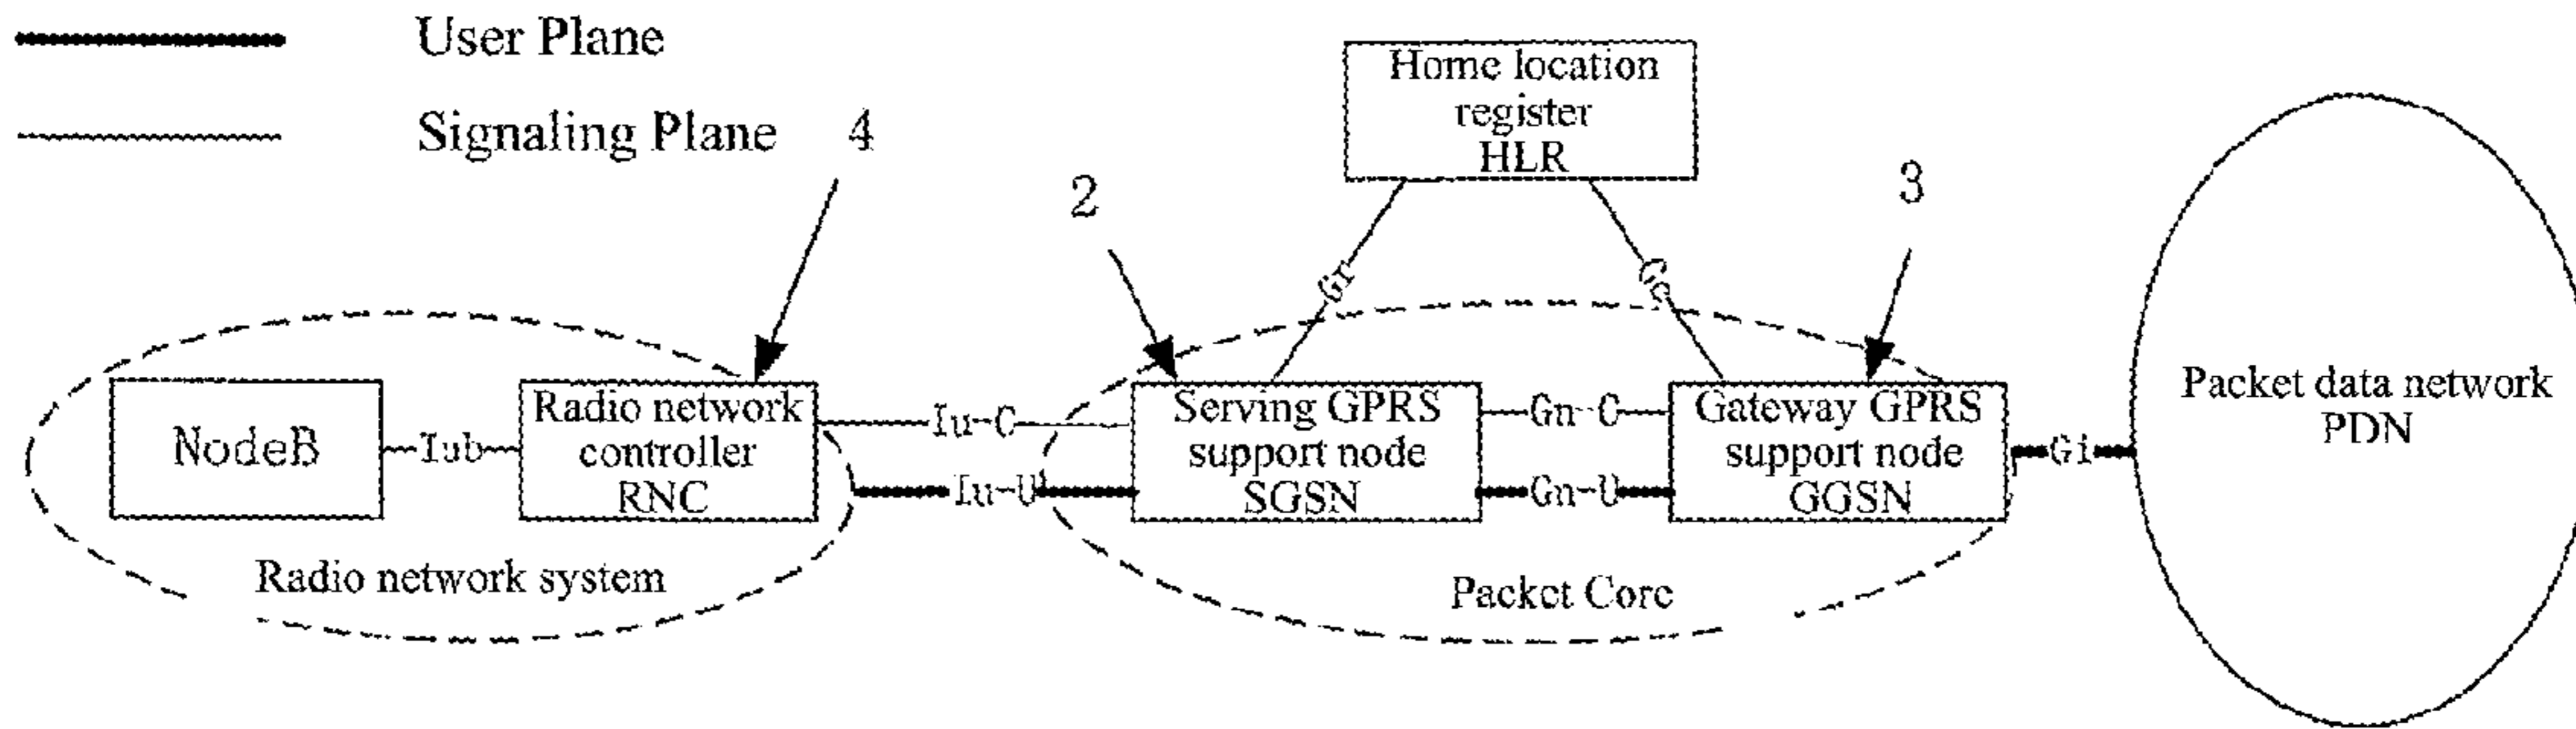 User Plane
Signaling Plane
4
2
3
Home location
register
HLR
Gr
Gc
NodeB
Iub
Radio network
controller
RNC
Iu-C
Iu-U
Serving GPRS
support node
SGSN
Gn-C
Gn-U
Gateway GPRS
support node
GGSN
Gi
Packet data network
PDN
Radio network system
Packet Core